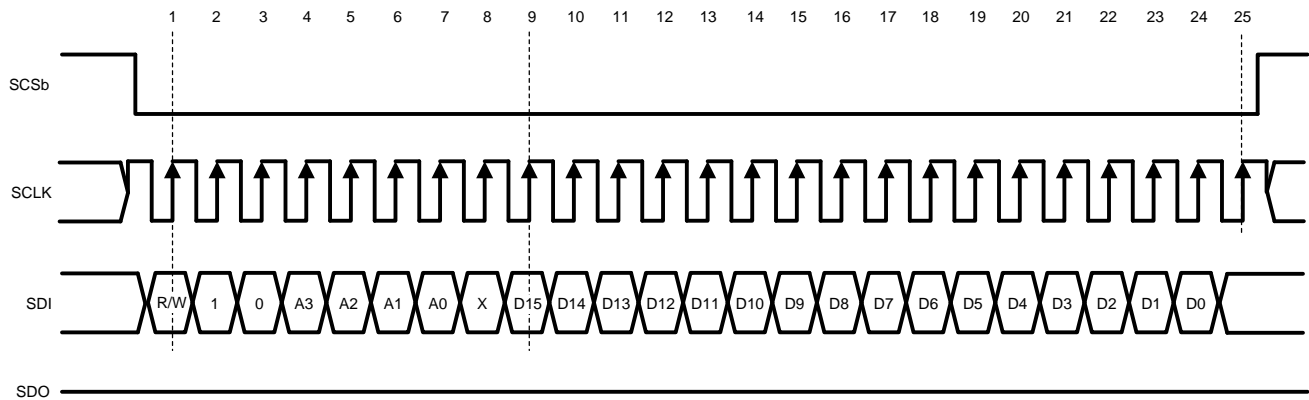 1 2 3 4 5 6 7 8 9 10 11 12 13 14 15 16 17 18 19 20 21 22 23 24 25
SCSb
SCLK
SDI R/W 1 0 A3 A2 A1 A0 X D15 D14 D13 D12 D11 D10 D9 D8 D7 D6 D5 D4 D3 D2 D1 D0
SDO